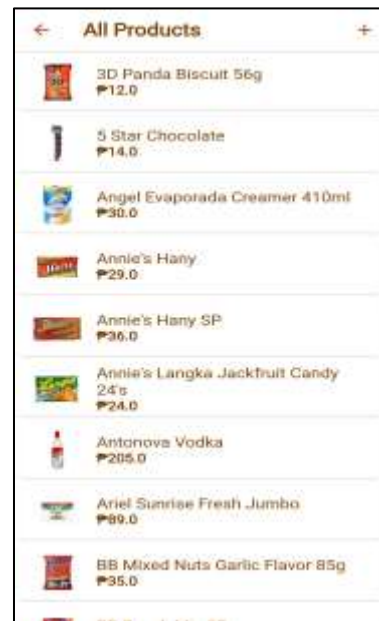 ← All Products +
3D Panda Biscuit 56g
₱12.0
5 Star Chocolate
₱14.0
Angel Evaporada Creamer 410ml
₱30.0
Annie's Hany
₱29.0
Annie's Hany SP
₱36.0
Annie's Langka Jackfruit Candy
24's
₱24.0
Antonova Vodka
₱205.0
Ariel Sunrise Fresh Jumbo
₱89.0
BB Mixed Nuts Garlic Flavor 85g
₱35.0